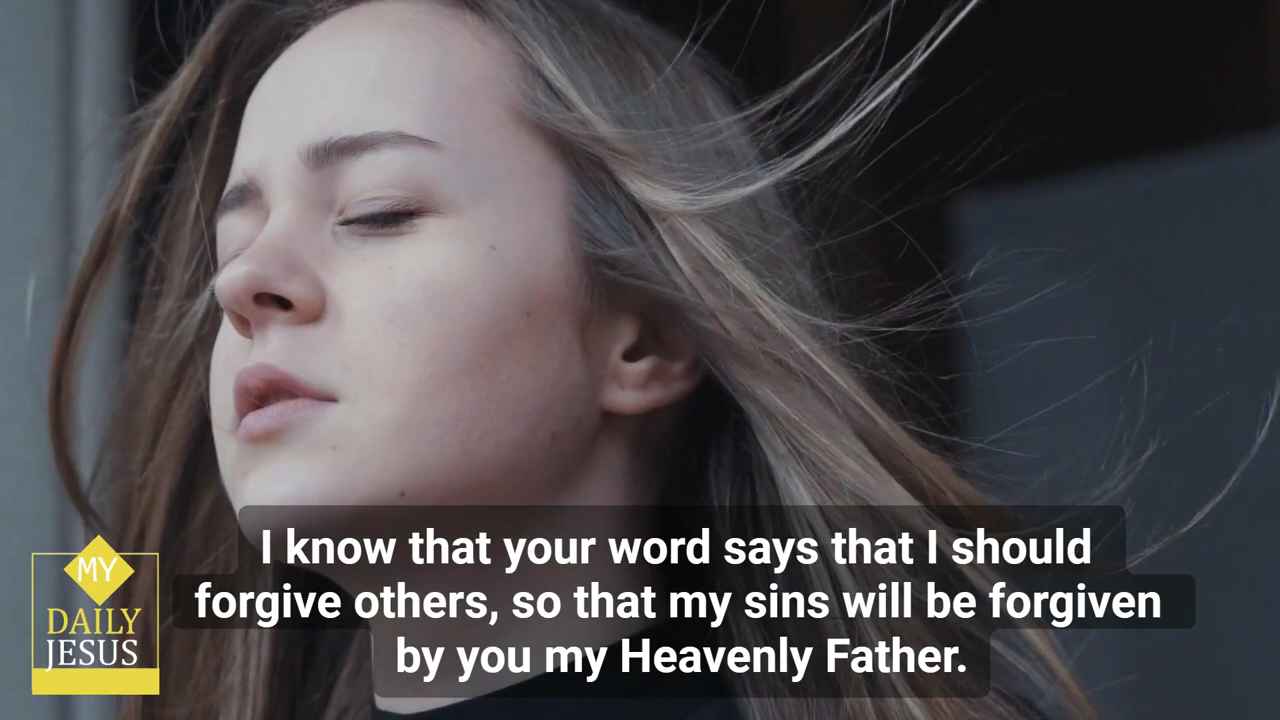 I know that your word says that I should
forgive others, so that my sins will be forgiven
by you my Heavenly Father.
MY
DAILY
JESUS